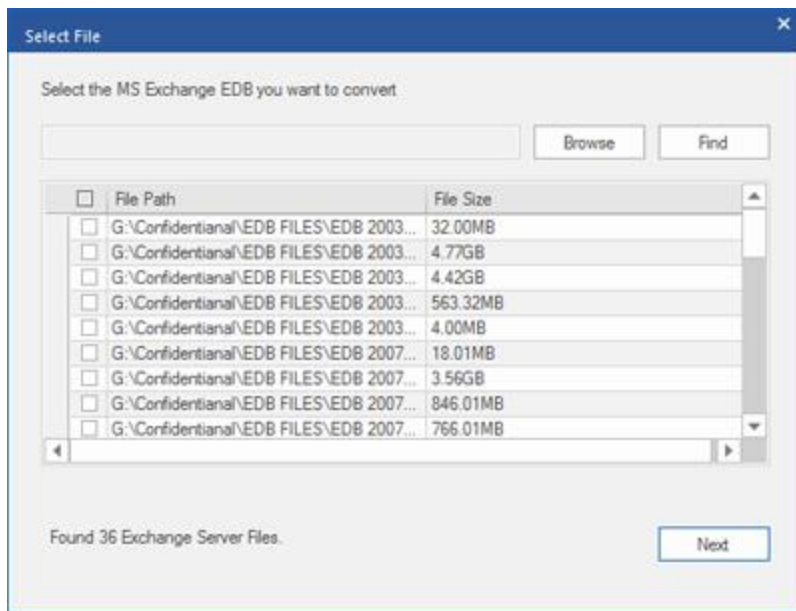 Select File
Select the MS Exchange EDB you want to convert
Browse Find
File Path File Size
G:\Confidentianal\EDB FILES\EDB 2003... 32.00MB
G:\Confidentianal\EDB FILES\EDB 2003... 4.77GB
G:\Confidentianal\EDB FILES\EDB 2003... 4.42GB
G:\Confidentianal\EDB FILES\EDB 2003... 563.32MB
G:\Confidentianal\EDB FILES\EDB 2003... 4.00MB
G:\Confidentianal\EDB FILES\EDB 2007... 18.01MB
G:\Confidentianal\EDB FILES\EDB 2007... 3.56GB
G:\Confidentianal\EDB FILES\EDB 2007... 846.01MB
G:\Confidentianal\EDB FILES\EDB 2007... 766.01MB
Found 36 Exchange Server Files.
Next